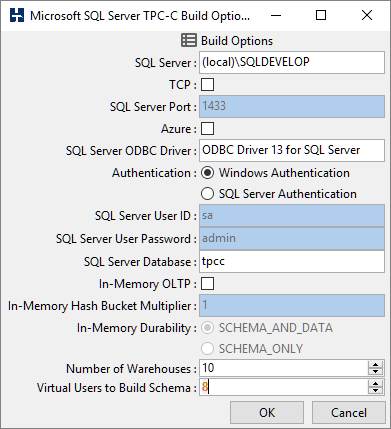 Microsoft SQL Server TPC-C Build Optio...
Build Options
SQL Server : (local)\SQLDEVELOP
TCP :
SQL Server Port : 1433
Azure :
SQL Server ODBC Driver : ODBC Driver 13 for SQL Server
Authentication : Windows Authentication
SQL Server Authentication
SQL Server User ID : sa
SQL Server User Password : admin
SQL Server Database : tpcc
In-Memory OLTP :
In-Memory Hash Bucket Multiplier : 1
In-Memory Durability : SCHEMA_AND_DATA
SCHEMA_ONLY
Number of Warehouses : 10
Virtual Users to Build Schema : 8
OK Cancel